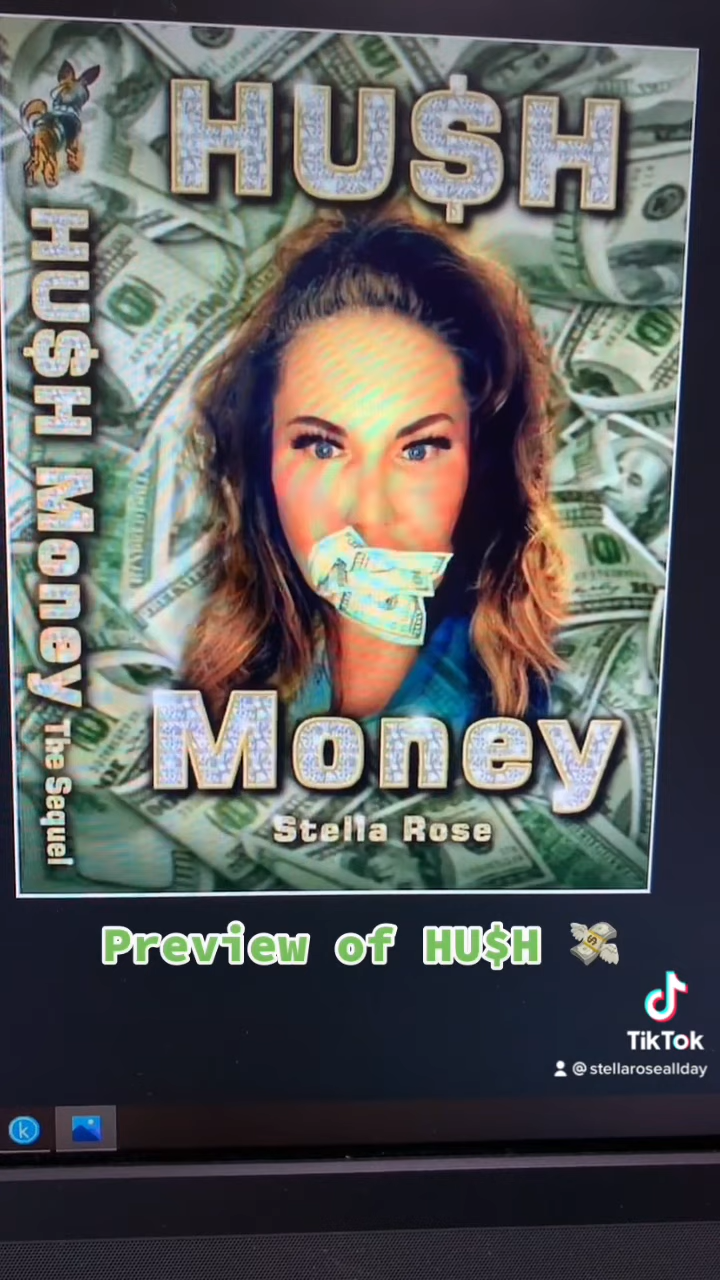 HU$H
Money
Stella Rose
HU$H Money The Sequel
Preview of HU$H 💸
TikTok
@stellaroseallday